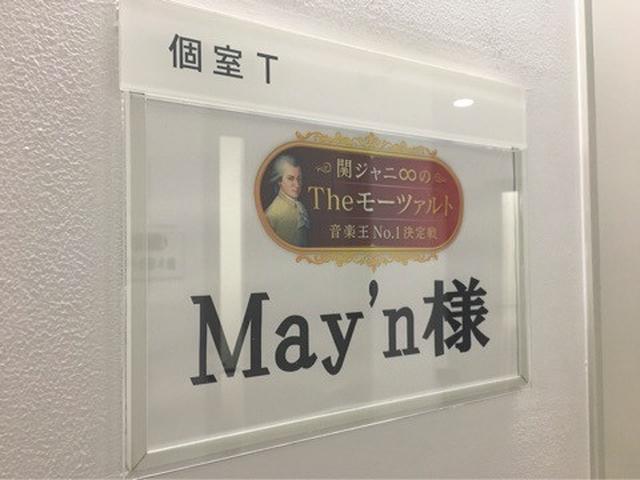 個室T
関ジャニ∞の
Theモーツァルト
音楽王No.1決定戦
May'n様